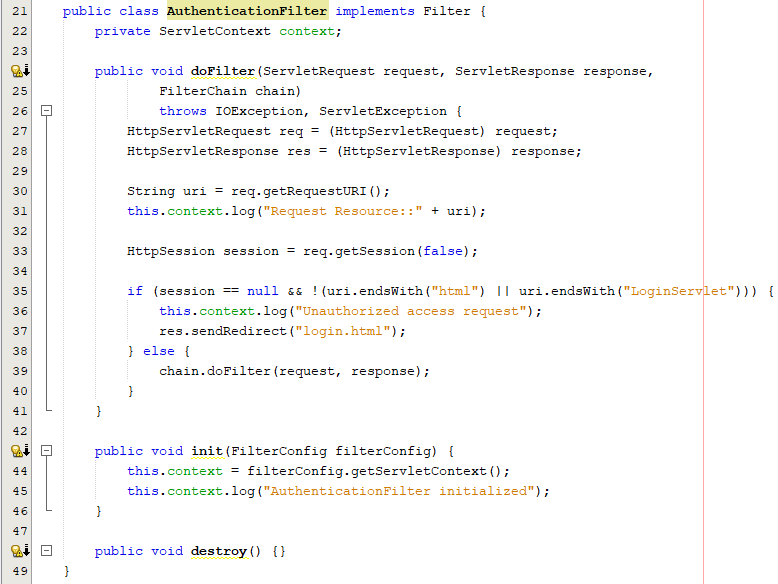 21 public class AuthenticationFilter implements Filter {
22 private ServletContext context;
23
public void doFilter(ServletRequest request, ServletResponse response,
25 FilterChain chain)
26 throws IOException, ServletException {
27 HttpServletRequest req = (HttpServletRequest) request;
28 HttpServletResponse res = (HttpServletResponse) response;
29
30 String uri = req.getRequestURI();
31 this.context.log("Request Resource::" + uri);
32
33 HttpSession session = req.getSession(false);
34
35 if (session == null && !(uri.endsWith("html") || uri.endsWith("LoginServlet"))) {
36 this.context.log("Unauthorized access request");
37 res.sendRedirect("login.html");
38 } else {
39 chain.doFilter(request, response);
40 }
41 }
42
public void init(FilterConfig filterConfig) {
44 this.context = filterConfig.getServletContext();
45 this.context.log("AuthenticationFilter initialized");
46 }
47
public void destroy() {}
49 }